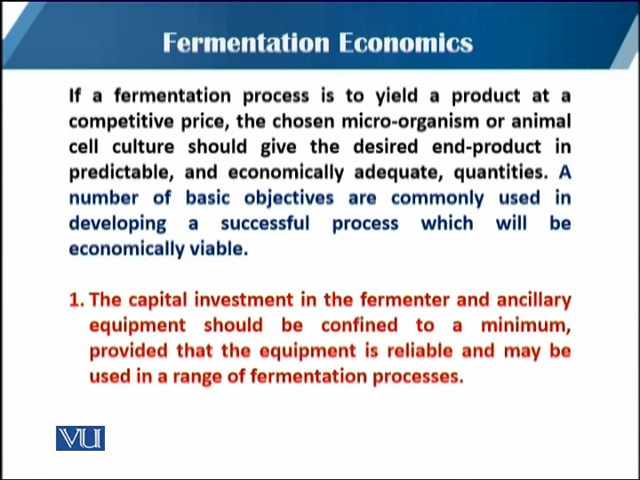 Fermentation Economics
If a fermentation process is to yield a product at a
competitive price, the chosen micro-organism or animal
cell culture should give the desired end-product in
predictable, and economically adequate, quantities. A
number of basic objectives are commonly used in
developing a successful process which will be
economically viable.
1. The capital investment in the fermenter and ancillary
equipment should be confined to a minimum,
provided that the equipment is reliable and may be
used in a range of fermentation processes.
VU